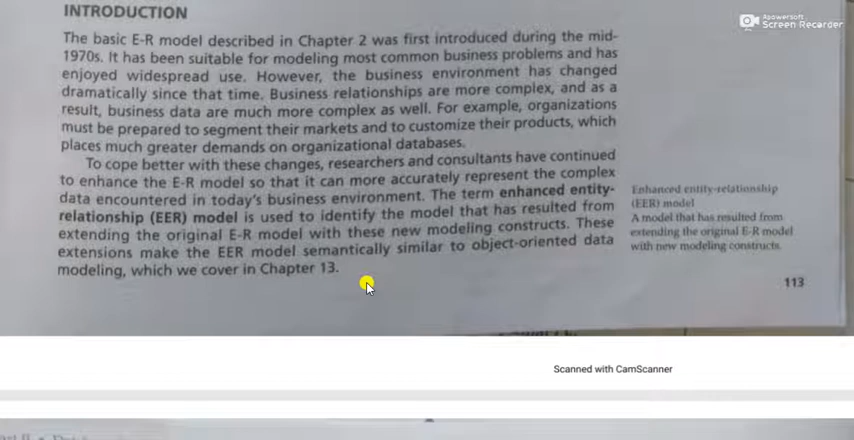 INTRODUCTION
Apowersoft
Screen Recorder
The basic E-R model described in Chapter 2 was first introduced during the mid-
1970s. It has been suitable for modeling most common business problems and has
enjoyed widespread use. However, the business environment has changed
dramatically since that time. Business relationships are more complex, and as a
result, business data are much more complex as well. For example, organizations
must be prepared to segment their markets and to customize their products, which
places much greater demands on organizational databases.
To cope better with these changes, researchers and consultants have continued
to enhance the E-R model so that it can more accurately represent the complex
data encountered in today's business environment. The term enhanced entity-
relationship (EER) model is used to identify the model that has resulted from
extending the original E-R model with these new modeling constructs. These
extensions make the EER model semantically similar to object-oriented data
modeling, which we cover in Chapter 13.
Enhanced entity-relationship
(EER) model
A model that has resulted from
extending the original E-R model
with new modeling constructs.
113
Scanned with CamScanner